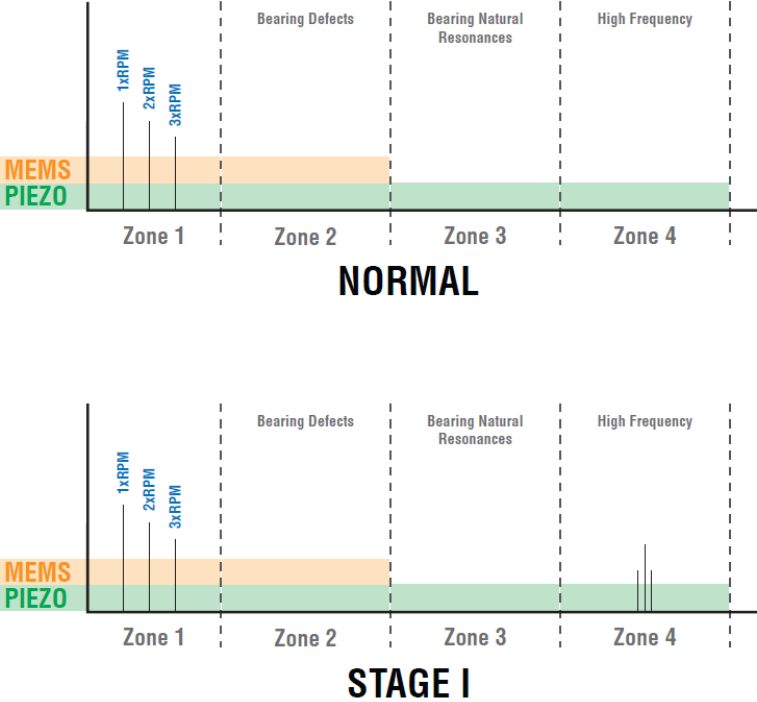 Bearing Defects
Bearing Natural
Resonances
High Frequency
1xRPM
2xRPM
3xRPM
MEMS
PIEZO
Zone 1
Zone 2
Zone 3
Zone 4
NORMAL
Bearing Defects
Bearing Natural
Resonances
High Frequency
1xRPM
2xRPM
3xRPM
MEMS
PIEZO
Zone 1
Zone 2
Zone 3
Zone 4
STAGE I